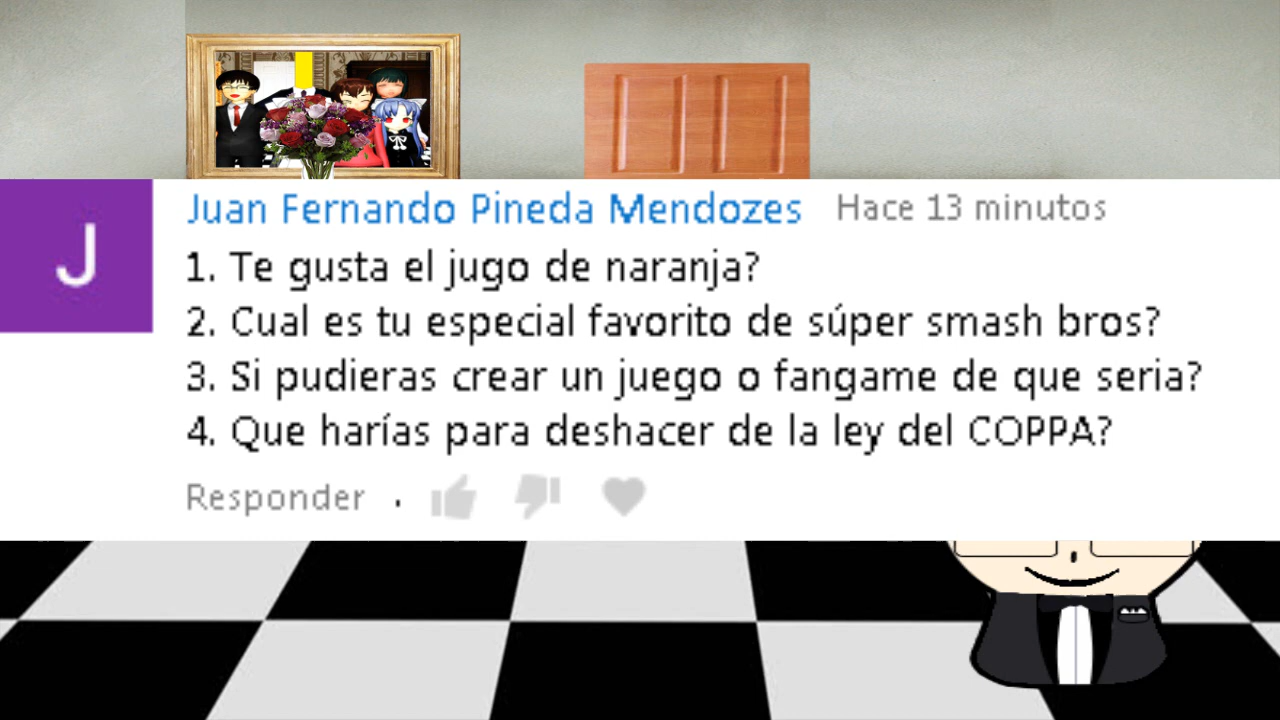 J
Juan Fernando Pineda Mendozes Hace 13 minutos
1. Te gusta el jugo de naranja?
2. Cual es tu especial favorito de súper smash bros?
3. Si pudieras crear un juego o fangame de que seria?
4. Que harías para deshacer de la ley del COPPA?
Responder .